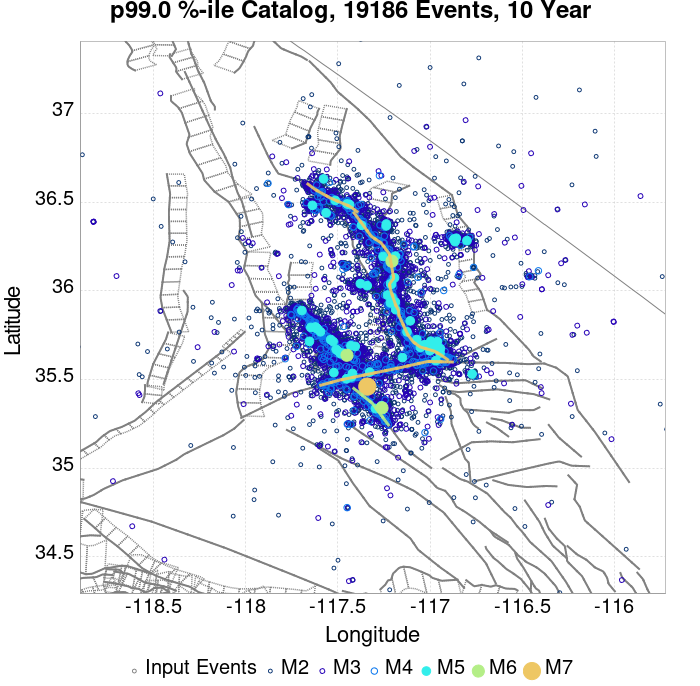 p99.0 %-ile Catalog, 19186 Events, 10 Year
Latitude
37
36.5
36
35.5
35
34.5
-118.5 -118 -117.5 -117 -116.5 -116
Longitude
Input Events M2 M3 M4 M5 M6 M7